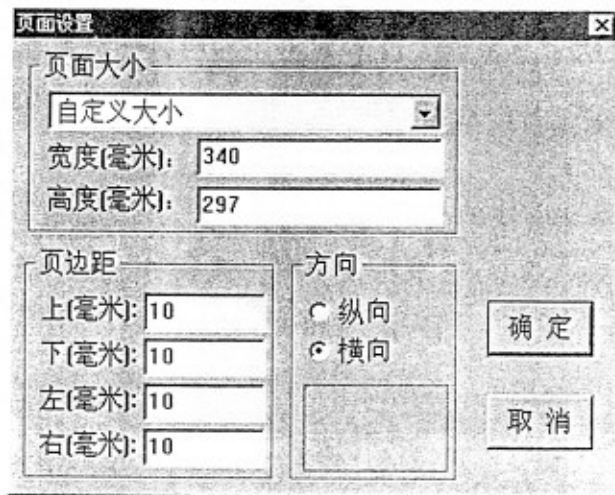 页面设置
页面大小
自定义大小
宽度(毫米): 340
高度(毫米): 297
页边距
上(毫米): 10
下(毫米): 10
左(毫米): 10
右(毫米): 10
方向
纵向
横向
确 定
取 消